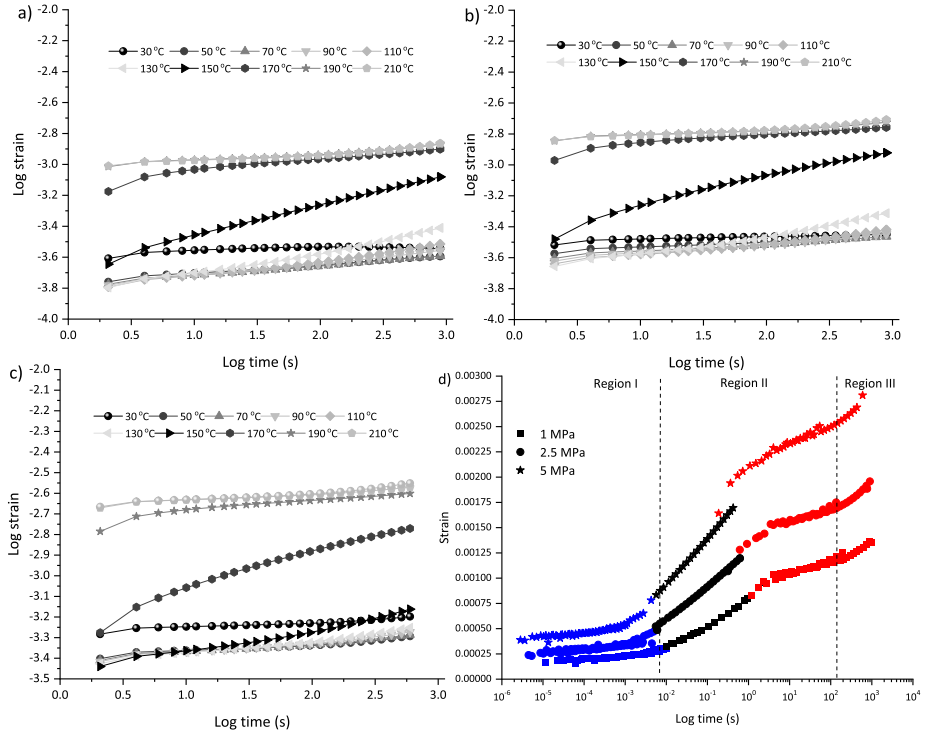 a)
-2.0
-2.2
-2.4
-2.6
-2.8
-3.0
-3.2
-3.4
-3.6
-3.8
-4.0
Log strain
30 °C 50 °C 70 °C 90 °C 110 °C
130 °C 150 °C 170 °C 190 °C 210 °C
0.0 0.5 1.0 1.5 2.0 2.5 3.0
Log time (s)
b)
-2.0
-2.2
-2.4
-2.6
-2.8
-3.0
-3.2
-3.4
-3.6
-3.8
-4.0
Log strain
30 °C 50 °C 70 °C 90 °C 110 °C
130 °C 150 °C 170 °C 190 °C 210 °C
0.0 0.5 1.0 1.5 2.0 2.5 3.0
Log time (s)
c)
-2.0
-2.1
-2.2
-2.3
-2.4
-2.5
-2.6
-2.7
-2.8
-2.9
-3.0
-3.1
-3.2
-3.3
-3.4
-3.5
Log strain
30 °C 50 °C 70 °C 90 °C 110 °C
130 °C 150 °C 170 °C 190 °C 210 °C
0.0 0.5 1.0 1.5 2.0 2.5 3.0
Log time (s)
d)
0.00300
0.00275
0.00250
0.00225
0.00200
0.00175
0.00150
0.00125
0.00100
0.00075
0.00050
0.00025
0.00000
Strain
Region I Region II Region III
1 MPa
2.5 MPa
5 MPa
10⁻⁶ 10⁻⁵ 10⁻⁴ 10⁻³ 10⁻² 10⁻¹ 10⁰ 10¹ 10² 10³ 10⁴
Log time (s)